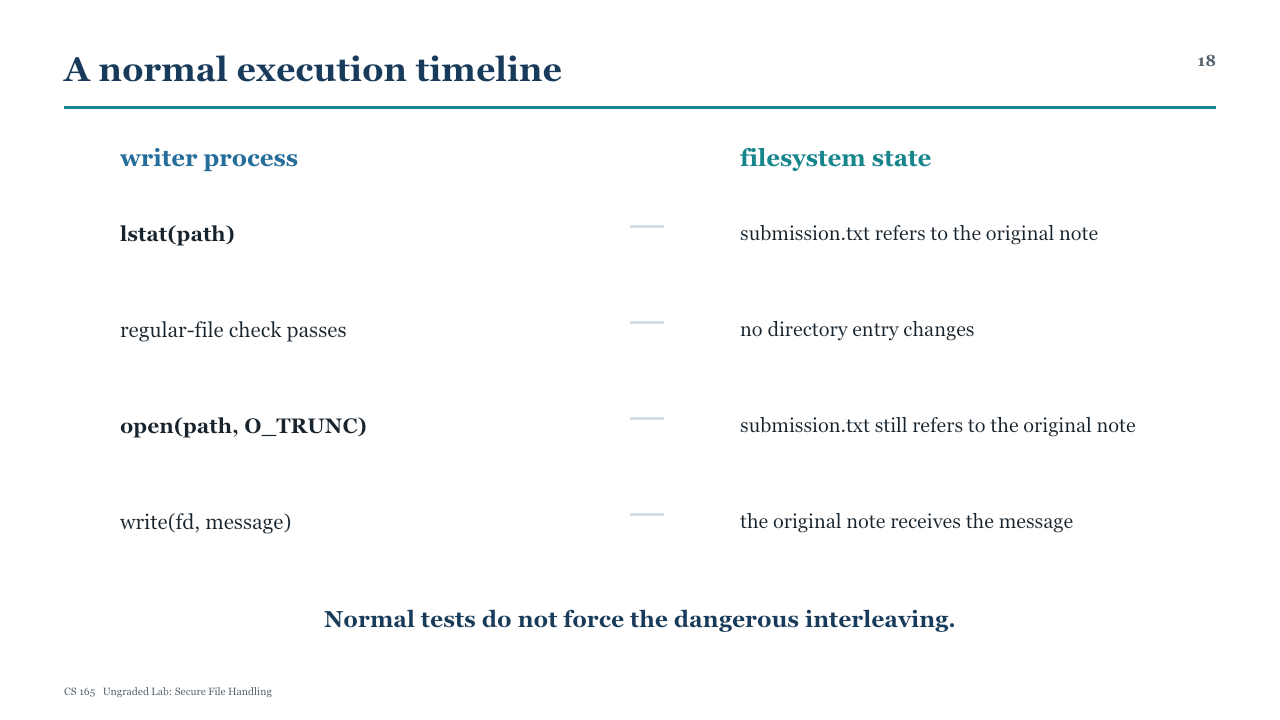 A normal execution timeline
18
writer process
filesystem state
lstat(path)
submission.txt refers to the original note
regular-file check passes
no directory entry changes
open(path, O_TRUNC)
submission.txt still refers to the original note
write(fd, message)
the original note receives the message
Normal tests do not force the dangerous interleaving.
CS 165 Ungraded Lab: Secure File Handling